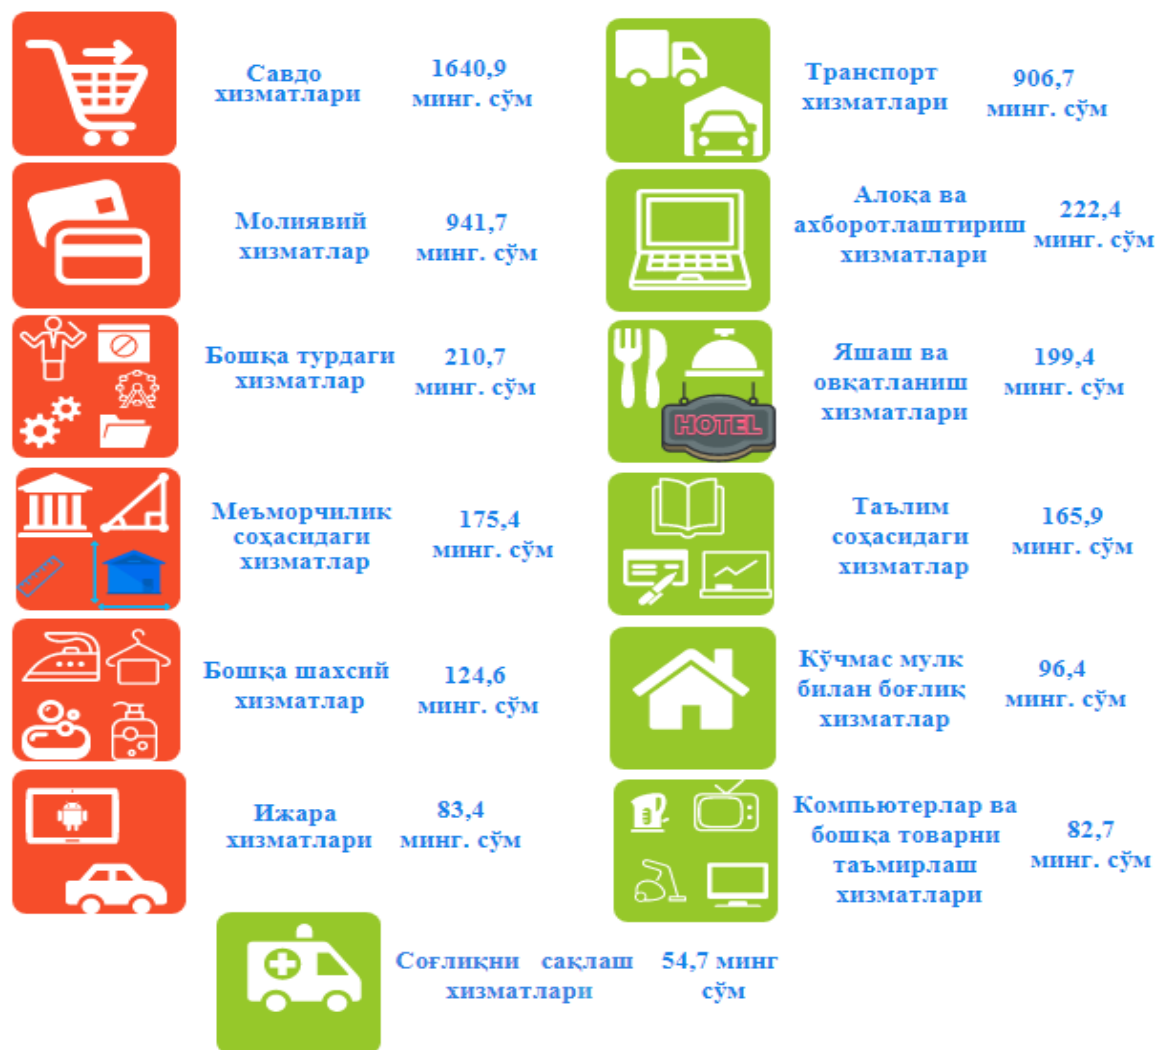 Савдо
хизматлари
1640,9
минг. сўм
Транспорт
хизматлари
906,7
минг. сўм
Молиявий
хизматлар
941,7
минг. сўм
Алоқа ва
ахборотлаштириш
хизматлари
222,4
минг. сўм
Бошқа турдаги
хизматлар
210,7
минг. сўм
HOTEL
Яшаш ва
овқатланиш
хизматлари
199,4
минг. сўм
Меъморчилик
соҳасидаги
хизматлар
175,4
минг. сўм
Таълим
соҳасидаги
хизматлар
165,9
минг. сўм
Бошқа шахсий
хизматлар
124,6
минг. сўм
Кўчмас мулк
билан боғлиқ
хизматлар
96,4
минг. сўм
Ижара
хизматлари
83,4
минг. сўм
Компьютерлар ва
бошқа товарни
таъмирлаш
хизматлари
82,7
минг. сўм
Соғлиқни сақлаш
хизматлари
54,7 минг
сўм